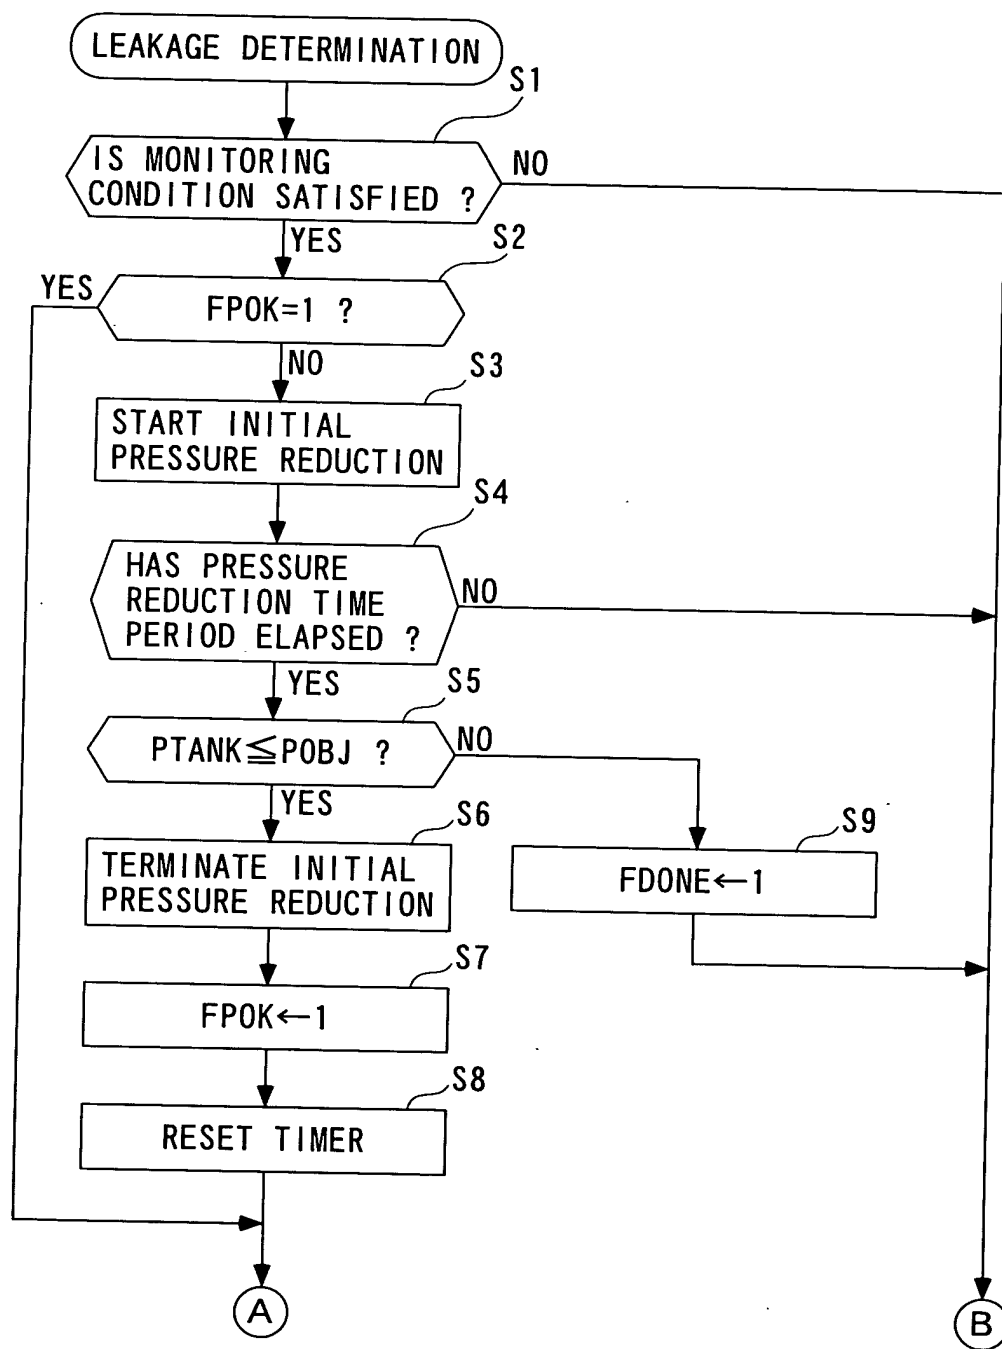 LEAKAGE DETERMINATION
S1
IS MONITORING
CONDITION SATISFIED ?
NO
YES
S2
YES
FPOK=1 ?
NO
S3
START INITIAL
PRESSURE REDUCTION
S4
HAS PRESSURE
REDUCTION TIME
PERIOD ELAPSED ?
NO
YES
S5
PTANK≦POBJ ?
NO
YES
S6
TERMINATE INITIAL
PRESSURE REDUCTION
S9
FDONE←1
S7
FPOK←1
S8
RESET TIMER
A
B